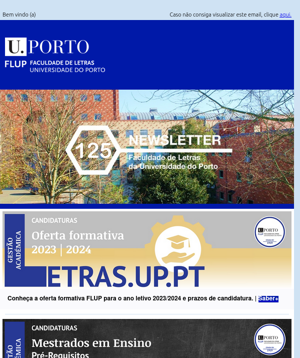 Bem vindo (a)
Caso não consiga visualizar este email, clique aqui.
U.PORTO
FLUP FACULDADE DE LETRAS
UNIVERSIDADE DO PORTO
125
NEWSLETTER
Faculdade de Letras
da Universidade do Porto
GESTÃO
ACADÉMICA
CANDIDATURAS
Oferta formativa
2023 | 2024
U.PORTO
LETRAS.UP.PT
Conheça a oferta formativa FLUP para o ano letivo 2023/2024 e prazos de candidatura. | Saber+
CANDIDATURAS
Mestrados em Ensino
Pré-Requisitos
U.PORTO